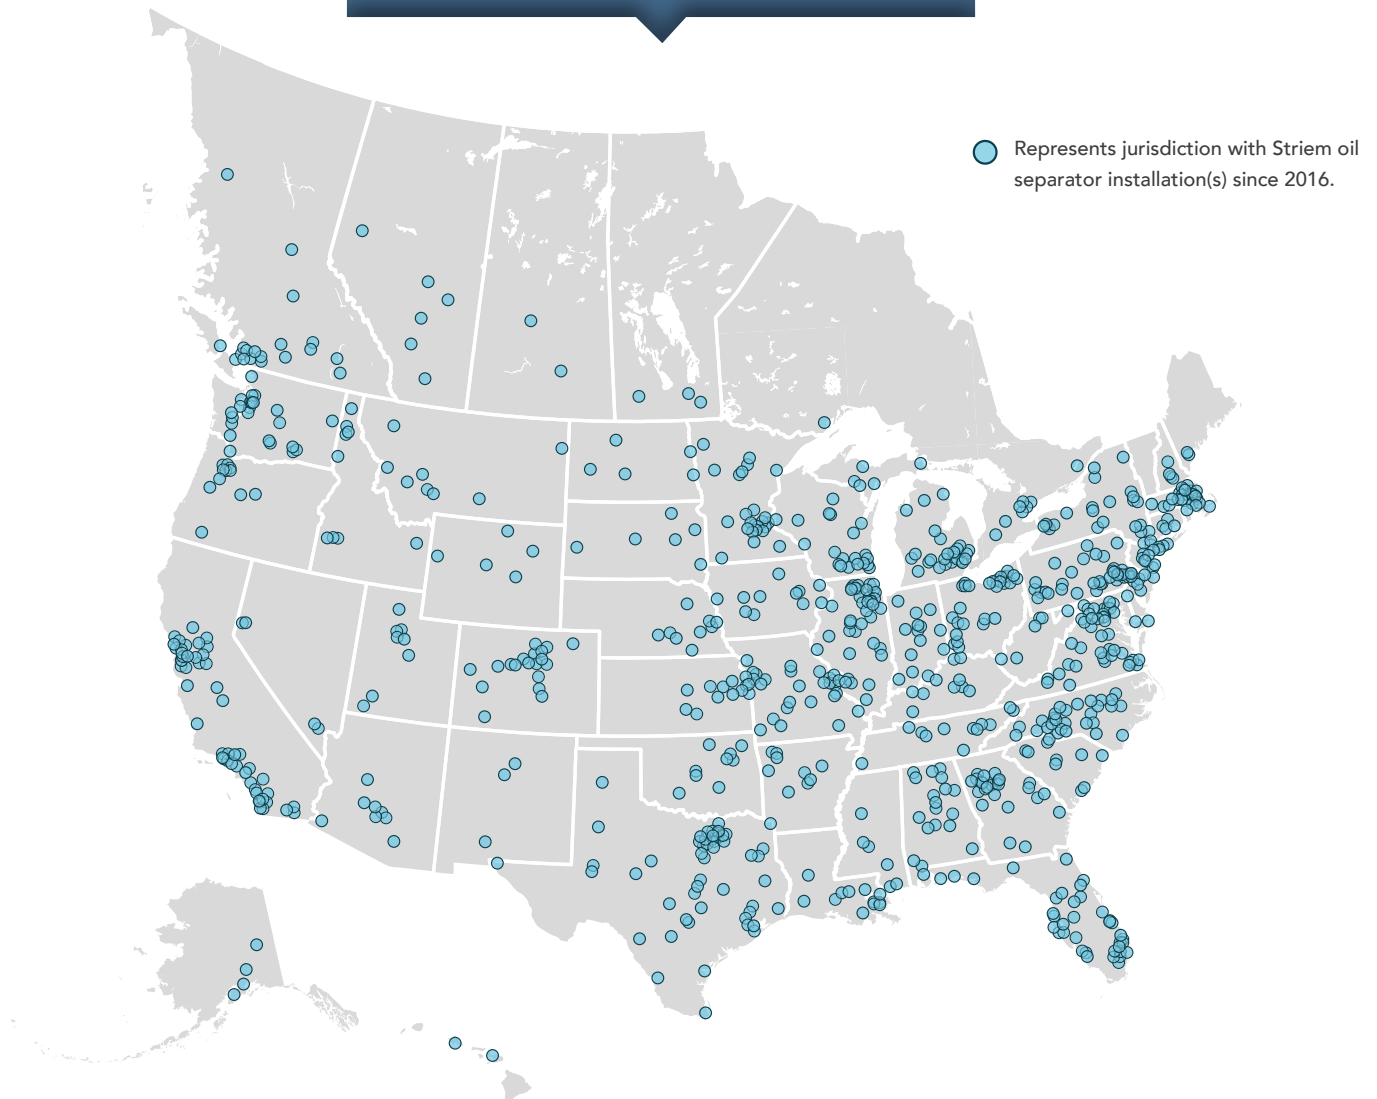 Represents jurisdiction with Striem oil
separator installation(s) since 2016.